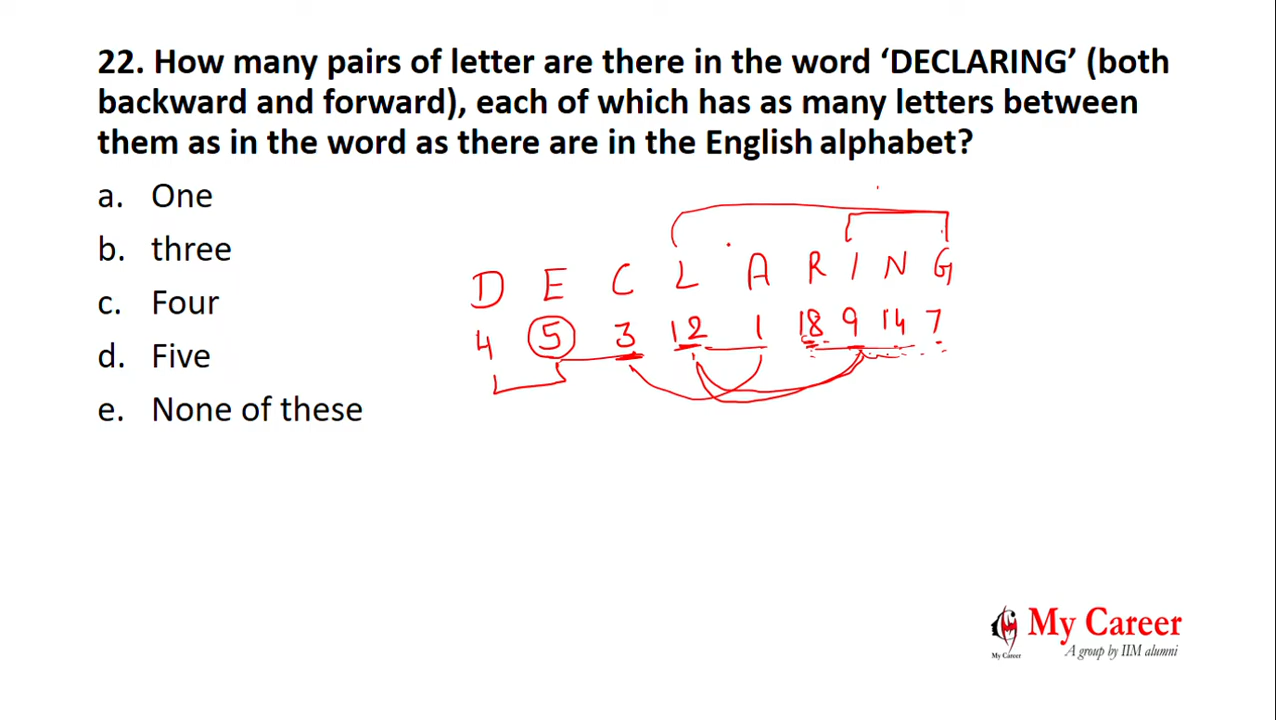 22. How many pairs of letter are there in the word ‘DECLARING’ (both
backward and forward), each of which has as many letters between
them as in the word as there are in the English alphabet?
a. One
b. three
c. Four
d. Five
e. None of these
D E C L A R I N G
4 5 3 12 1 18 9 14 7
My Career
A group by IIM alumni
My Career